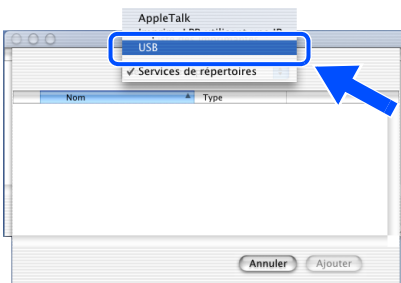 AppleTalk
USB
✓ Services de répertoires
Nom Type
Annuler Ajouter